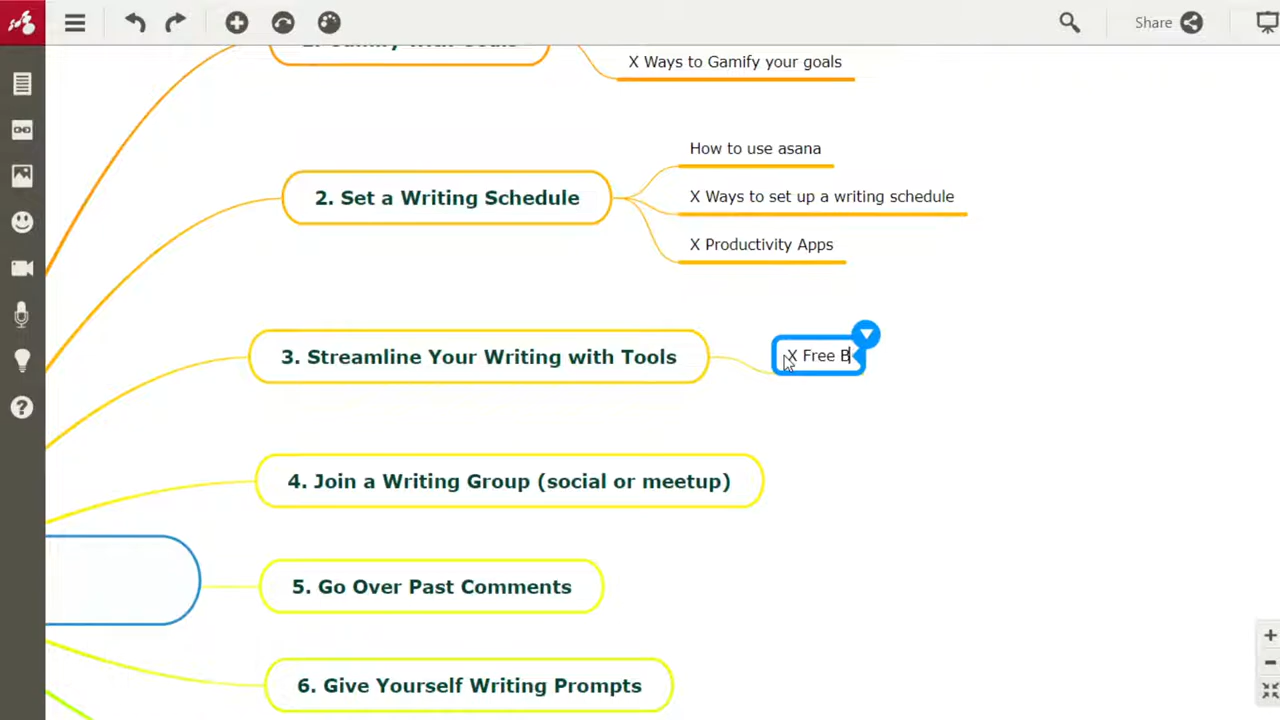 Share
X Ways to Gamify your goals
How to use asana
2. Set a Writing Schedule
X Ways to set up a writing schedule
X Productivity Apps
3. Streamline Your Writing with Tools
X Free B
4. Join a Writing Group (social or meetup)
5. Go Over Past Comments
6. Give Yourself Writing Prompts